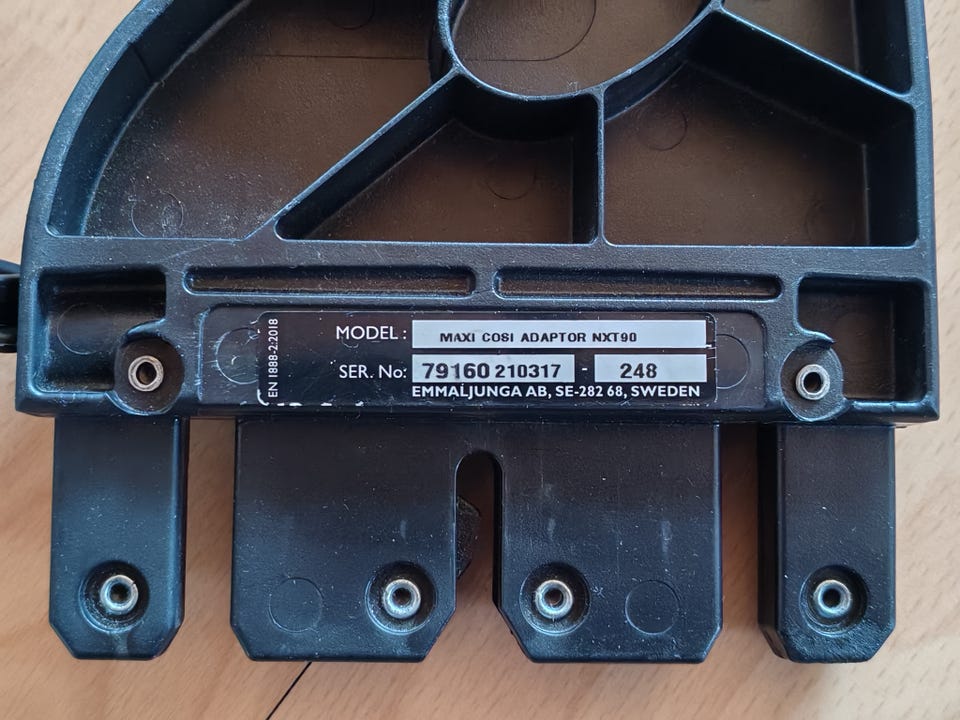 EN 1888-2:2018
MODEL: MAXI COSI ADAPTOR NXT90
SER. No: 79160 210317 - 248
EMMALJUNGA AB, SE-282 68, SWEDEN